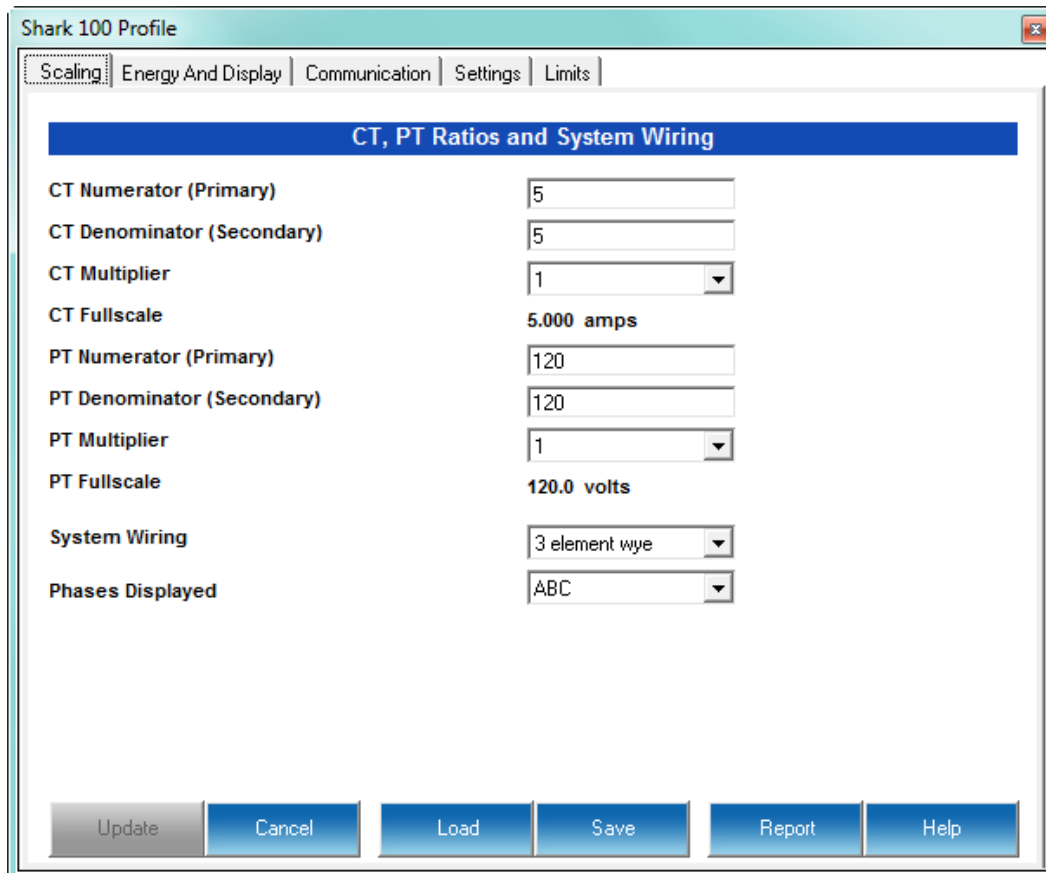 Shark 100 Profile
Scaling Energy And Display Communication Settings Limits
CT, PT Ratios and System Wiring
CT Numerator (Primary) 5
CT Denominator (Secondary) 5
CT Multiplier 1
CT Fullscale 5.000 amps
PT Numerator (Primary) 120
PT Denominator (Secondary) 120
PT Multiplier 1
PT Fullscale 120.0 volts
System Wiring 3 element wye
Phases Displayed ABC
Update Cancel Load Save Report Help